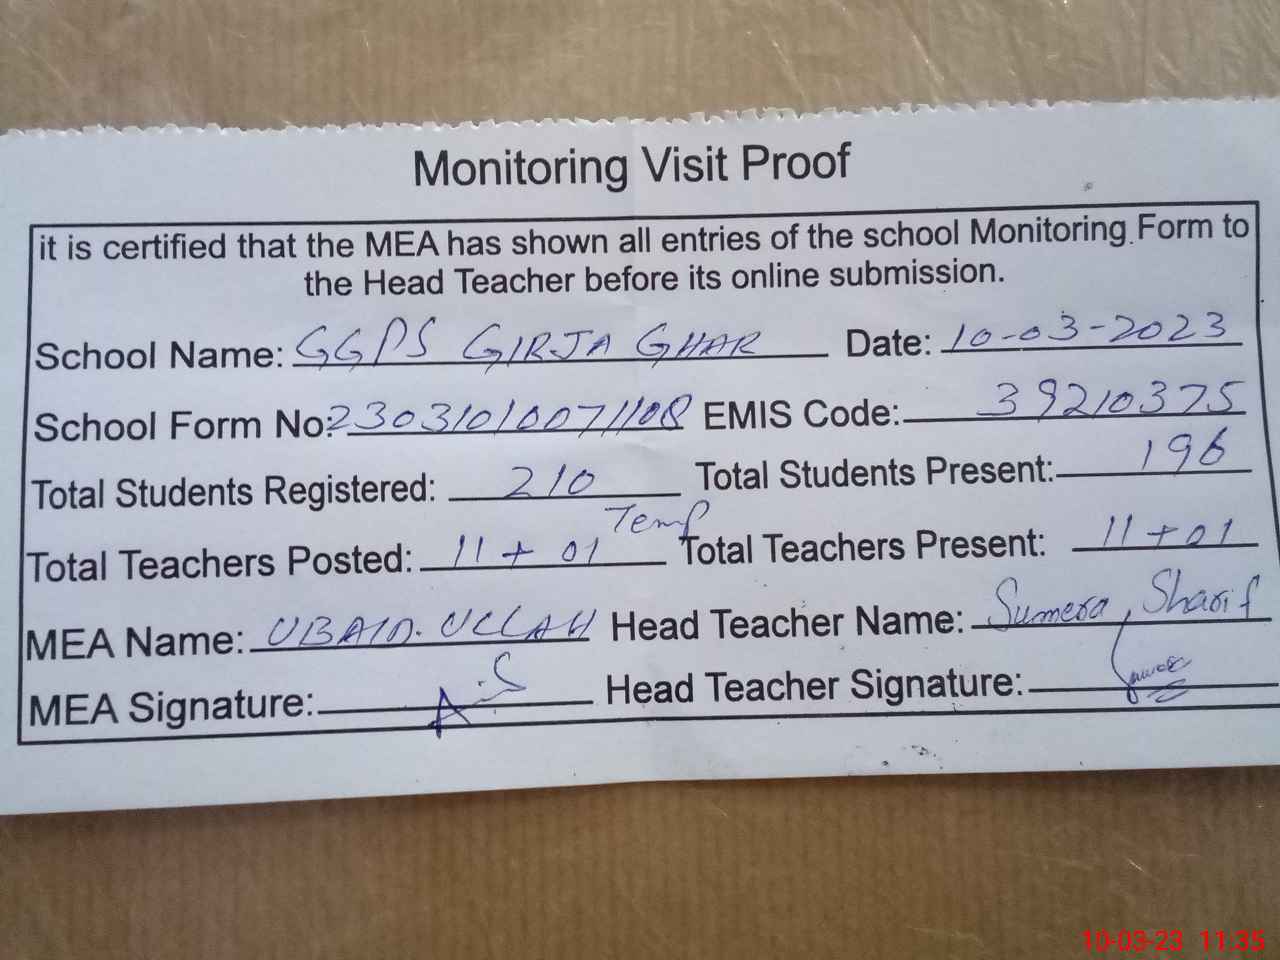 Monitoring Visit Proof
it is certified that the MEA has shown all entries of the school Monitoring Form to
the Head Teacher before its online submission.
School Name: GGPS GIRJA GHAR Date: 10-03-2023
School Form No: 23031010071108 EMIS Code: 39210375
Total Students Registered: 210 Total Students Present: 196
Temp
Total Teachers Posted: 11 + 01 Total Teachers Present: 11 + 01
MEA Name: UBAID. ULLAH Head Teacher Name: Sumera, Sharif
MEA Signature: Head Teacher Signature:
10-03-23 11:35